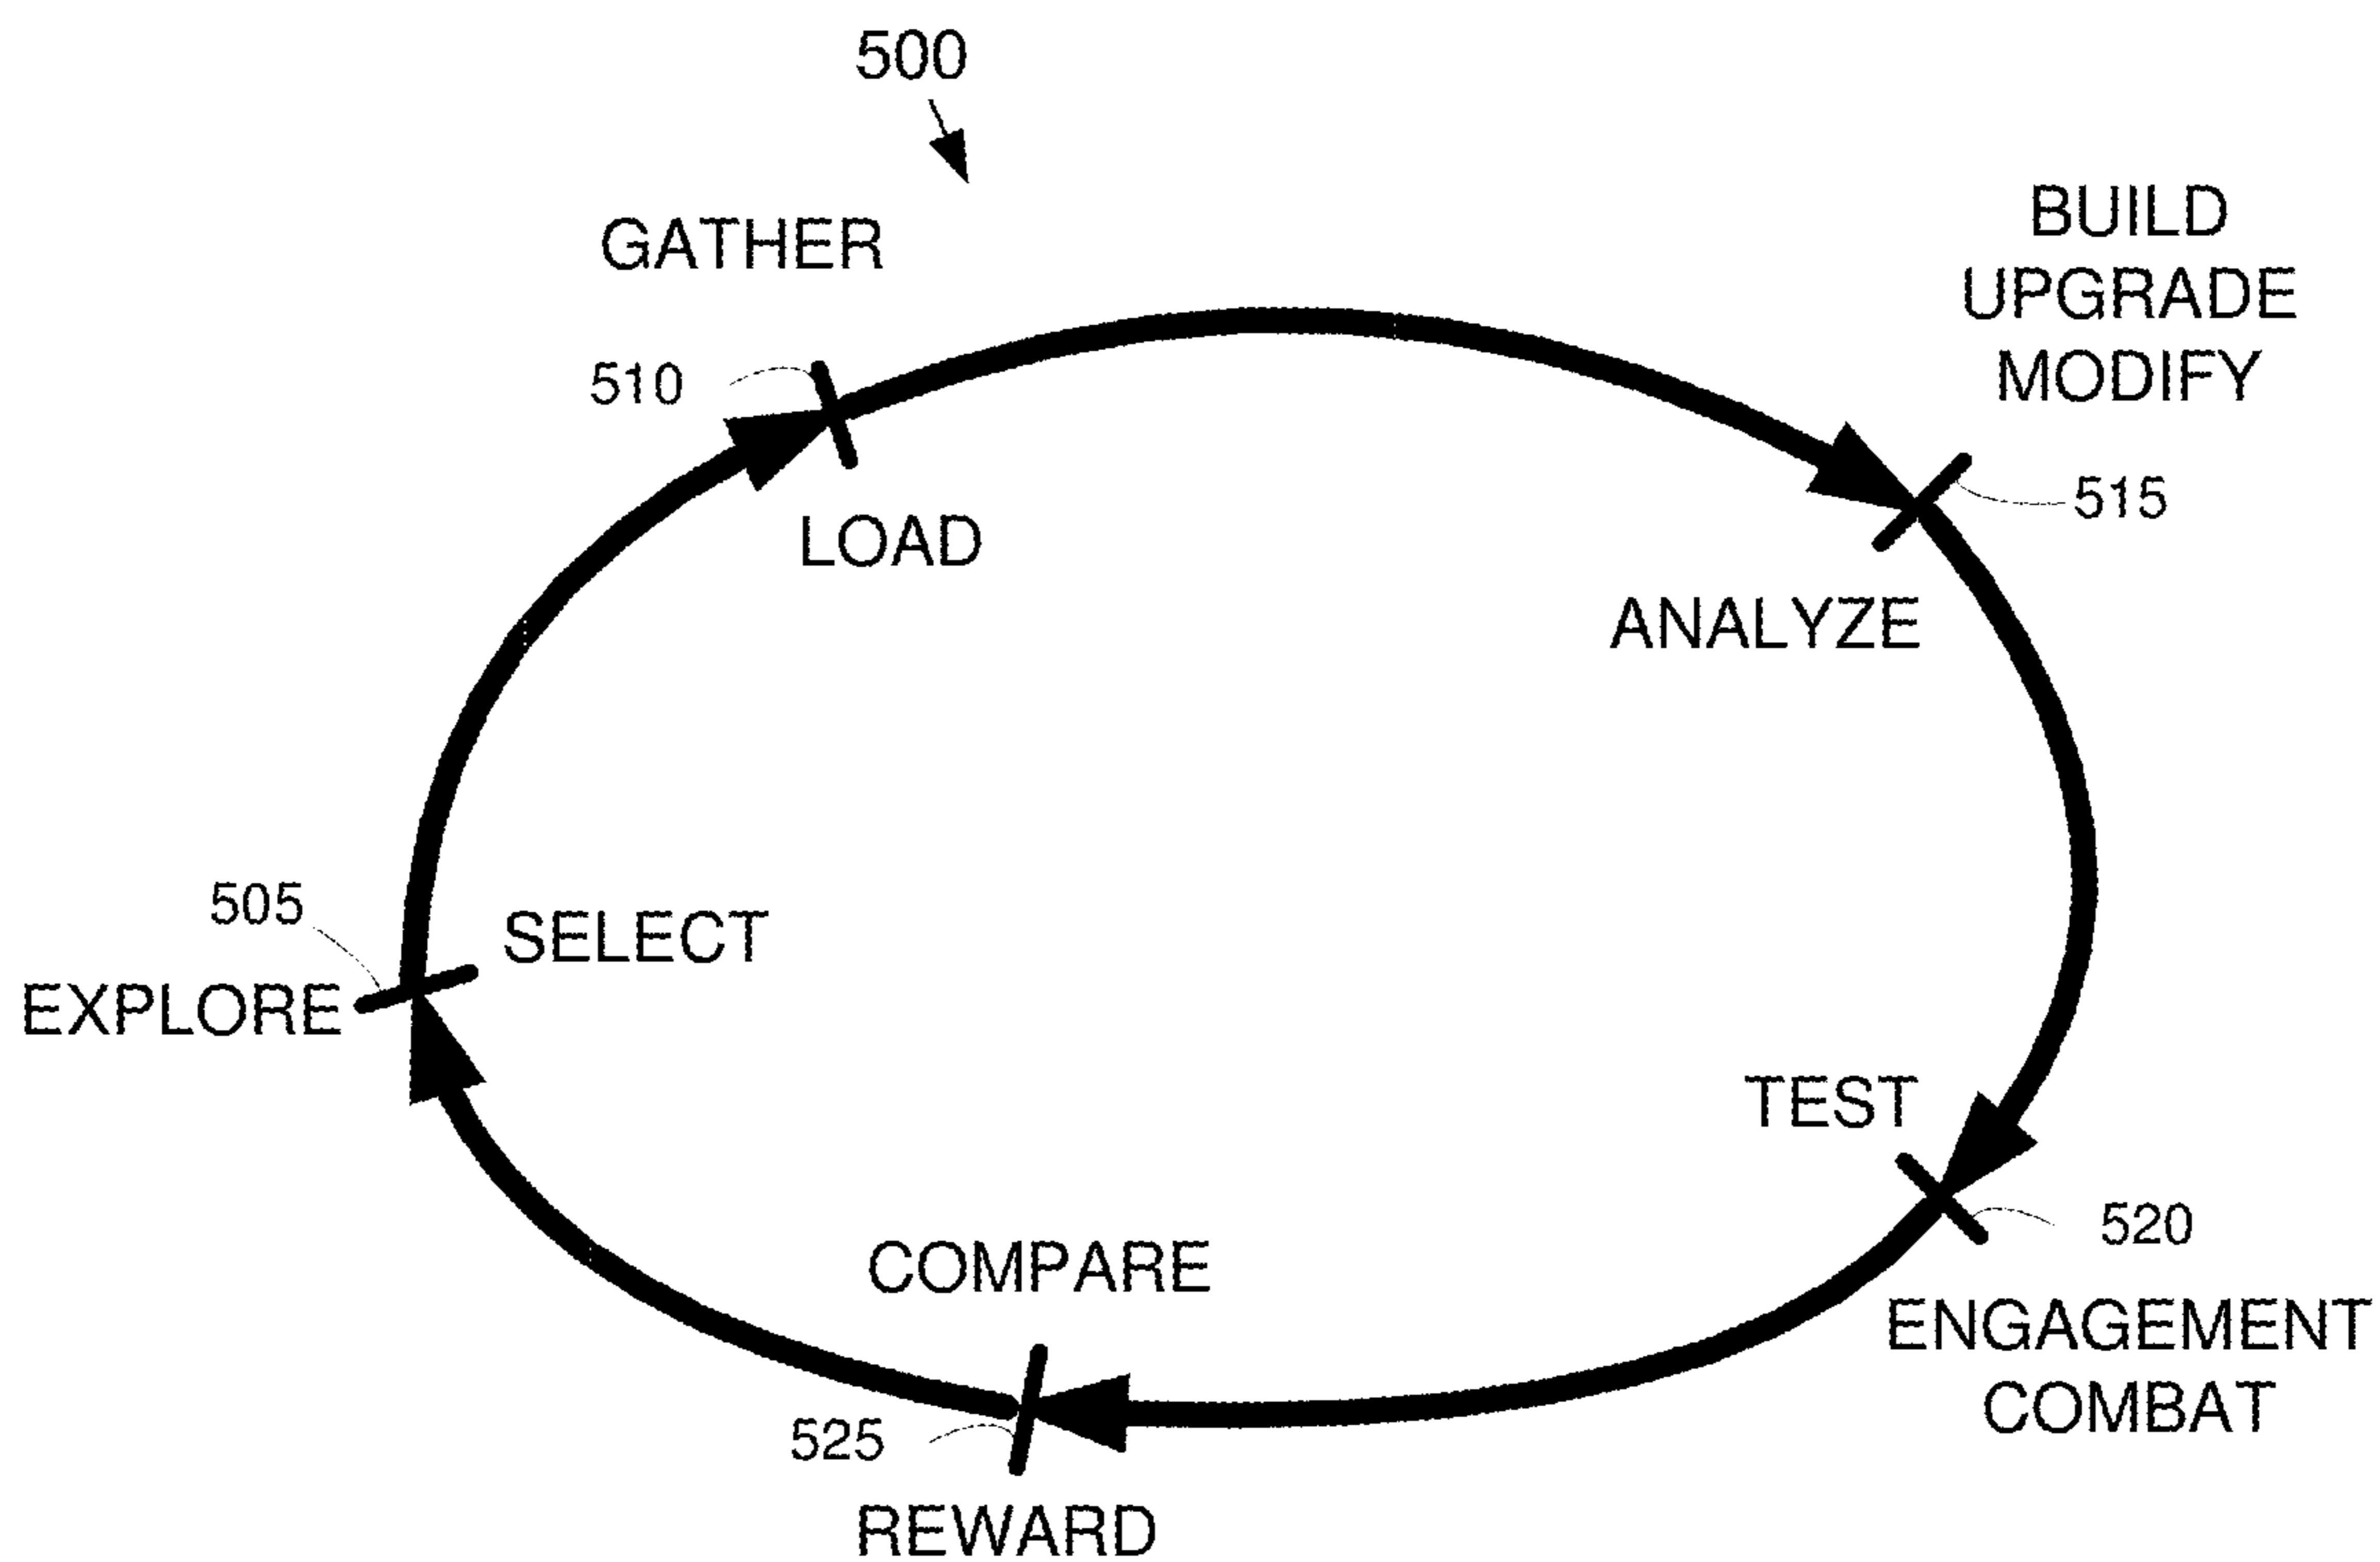 500
GATHER
BUILD
UPGRADE
MODIFY
510
515
LOAD
ANALYZE
505
SELECT
EXPLORE
TEST
520
COMPARE
ENGAGEMENT
COMBAT
525
REWARD